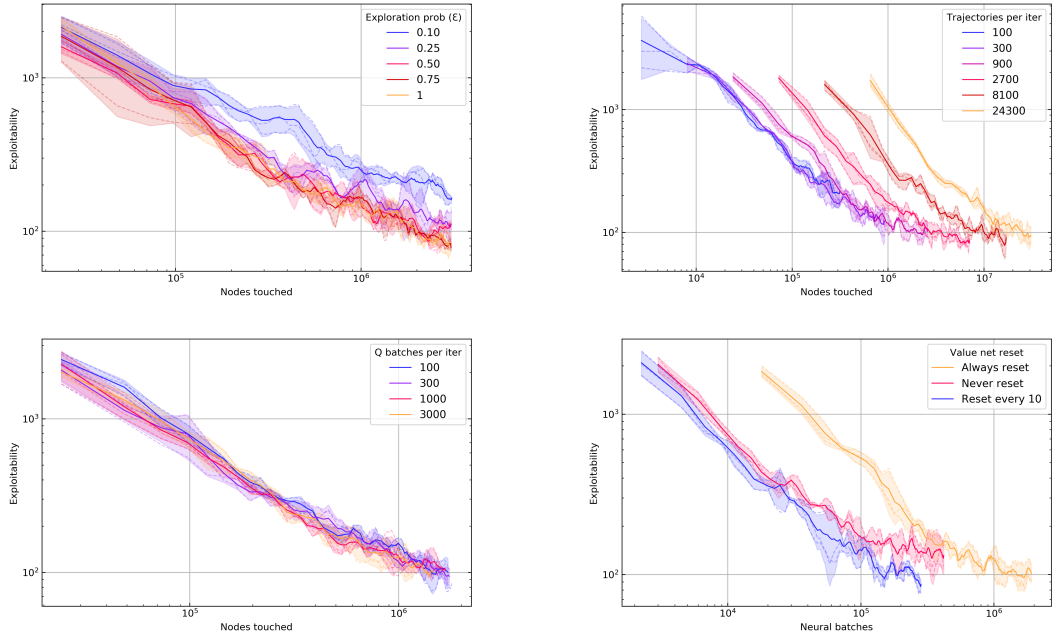 Exploration prob (ℇ)
0.10
0.25
0.50
0.75
1
10³
10²
Exploitability
10⁵
10⁶
Nodes touched
Trajectories per iter
100
300
900
2700
8100
24300
10³
10²
Exploitability
10⁴
10⁵
10⁶
10⁷
Nodes touched
Q batches per iter
100
300
1000
3000
10³
10²
Exploitability
10⁵
10⁶
Nodes touched
Value net reset
Always reset
Never reset
Reset every 10
10³
10²
Exploitability
10⁴
10⁵
10⁶
Neural batches